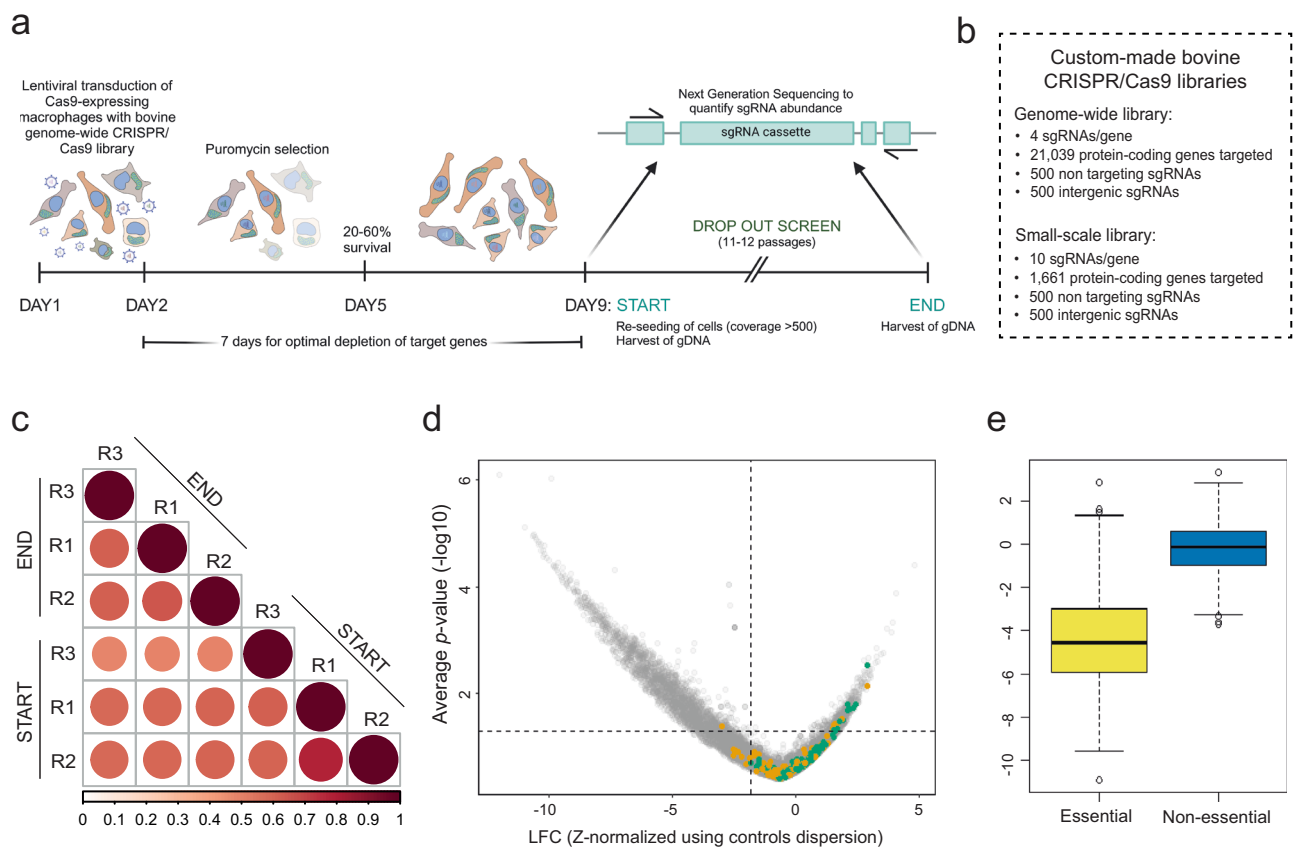 a
Lentiviral transduction of
Cas9-expressing
macrophages with bovine
genome-wide CRISPR/
Cas9 library
Puromycin selection
20-60%
survival
Next Generation Sequencing to
quantify sgRNA abundance
sgRNA cassette
DROP OUT SCREEN
(11-12 passages)
DAY1
DAY2
DAY5
DAY9: START
END
Re-seeding of cells (coverage >500)
Harvest of gDNA
Harvest of gDNA
7 days for optimal depletion of target genes
b
Custom-made bovine
CRISPR/Cas9 libraries
Genome-wide library:
• 4 sgRNAs/gene
• 21,039 protein-coding genes targeted
• 500 non targeting sgRNAs
• 500 intergenic sgRNAs
Small-scale library:
• 10 sgRNAs/gene
• 1,661 protein-coding genes targeted
• 500 non targeting sgRNAs
• 500 intergenic sgRNAs
c
R3
R1
R2
R3
R1
R2
END
START
END
R3
R1
R2
START
R3
R1
R2
0 0.1 0.2 0.3 0.4 0.5 0.6 0.7 0.8 0.9 1
d
Average p-value (-log10)
6
4
2
-10 -5 0 5
LFC (Z-normalized using controls dispersion)
e
2
0
-2
-4
-6
-8
-10
Essential Non-essential